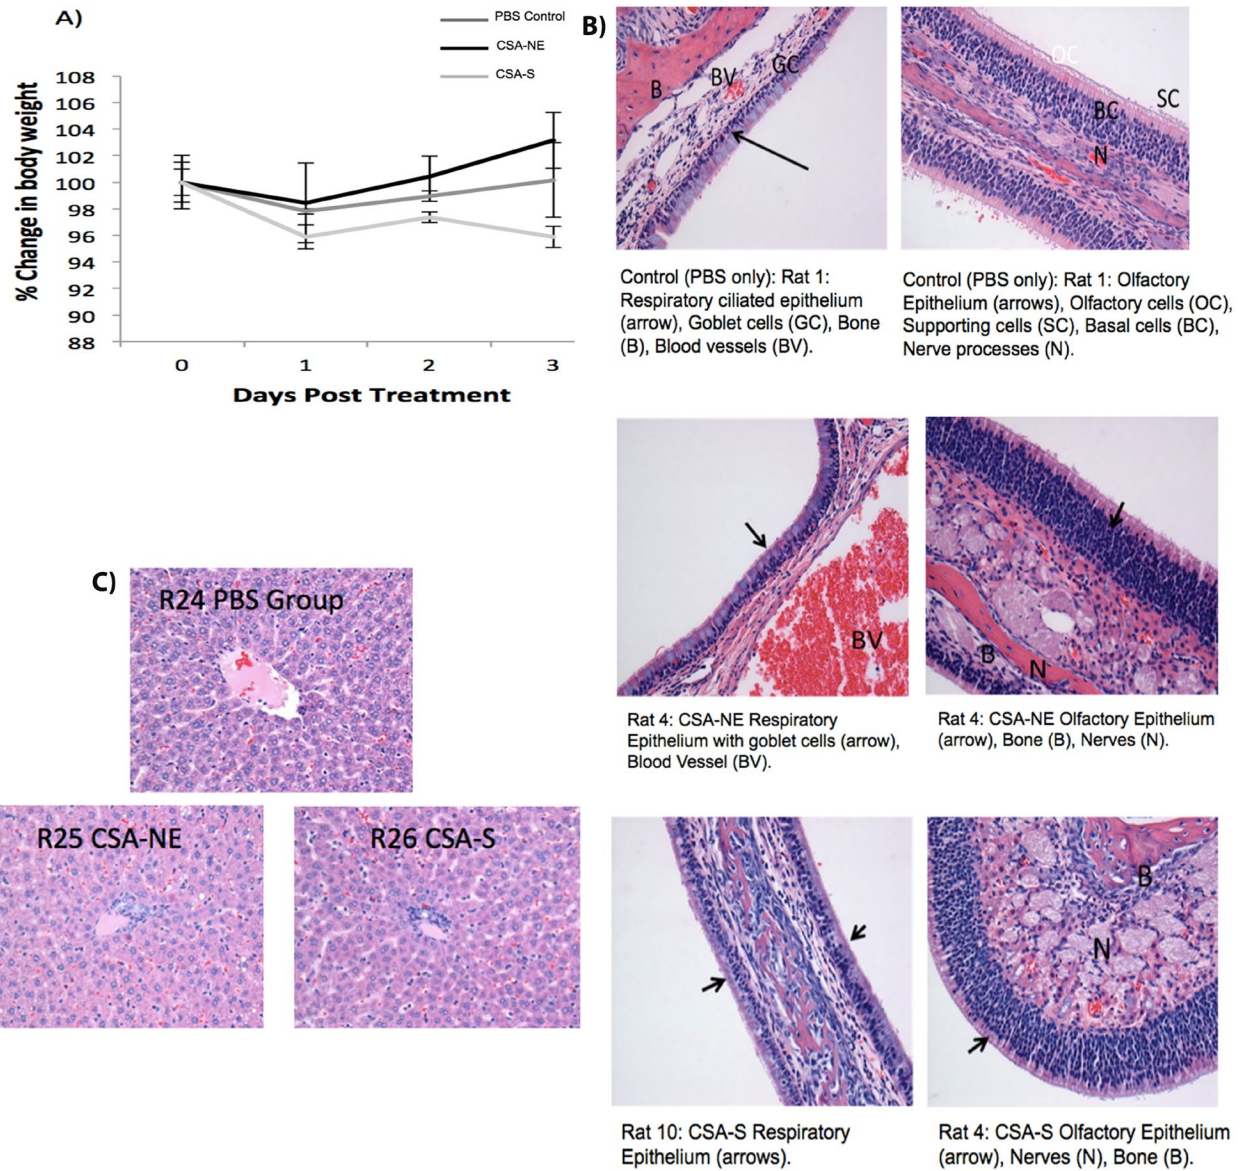 A)
PBS Control
CSA-NE
CSA-S
% Change in body weight
108
106
104
102
100
98
96
94
92
90
88
0 1 2 3
Days Post Treatment
B)
B
BV
GC
OC
SC
BC
N
Control (PBS only): Rat 1:
Respiratory ciliated epithelium
(arrow), Goblet cells (GC), Bone
(B), Blood vessels (BV).
Control (PBS only): Rat 1: Olfactory
Epithelium (arrows), Olfactory cells (OC),
Supporting cells (SC), Basal cells (BC),
Nerve processes (N).
BV
B
N
Rat 4: CSA-NE Respiratory
Epithelium with goblet cells (arrow),
Blood Vessel (BV).
Rat 4: CSA-NE Olfactory Epithelium
(arrow), Bone (B), Nerves (N).
B
N
Rat 10: CSA-S Respiratory
Epithelium (arrows).
Rat 4: CSA-S Olfactory Epithelium
(arrow), Nerves (N), Bone (B).
C)
R24 PBS Group
R25 CSA-NE
R26 CSA-S